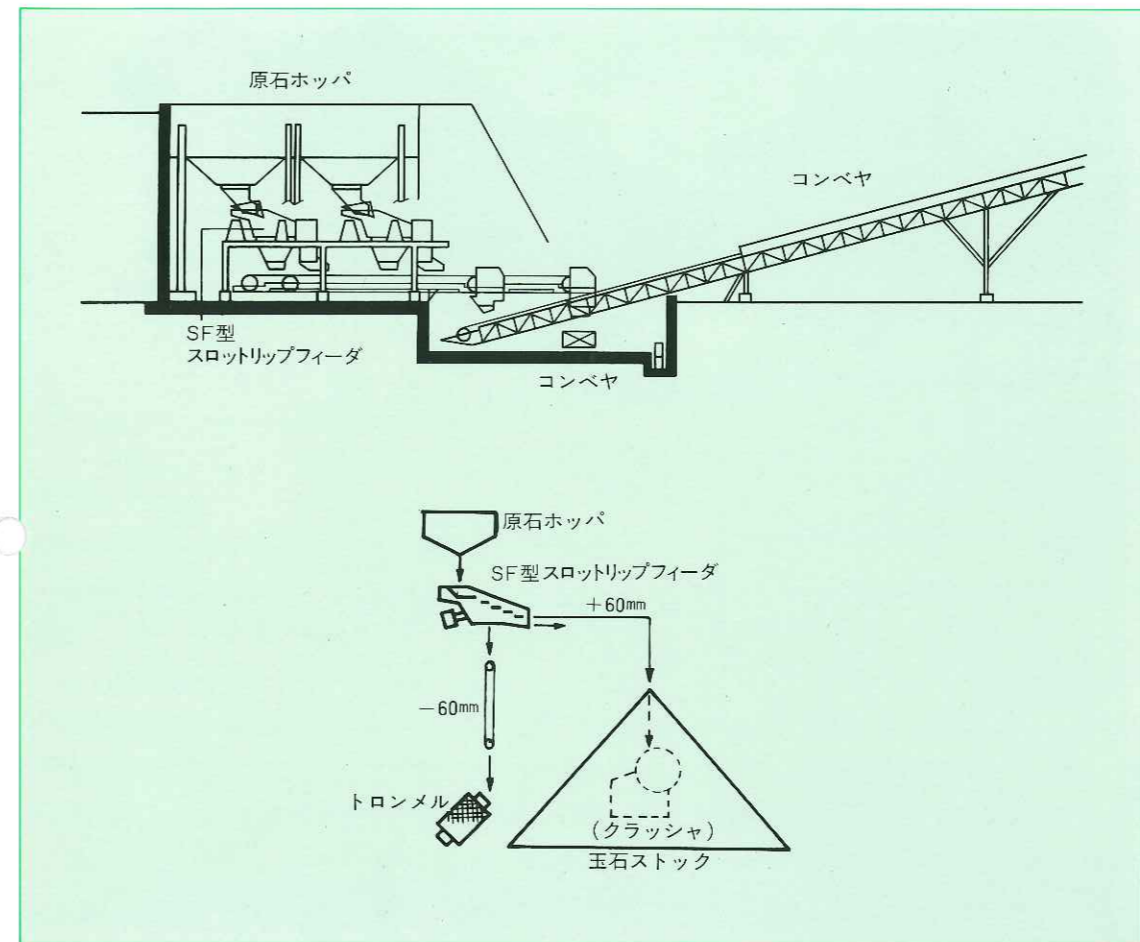 原石ホッパ
コンベヤ
SF型
スロットリップフィーダ
コンベヤ
原石ホッパ
SF型スロットリップフィーダ
+60mm
-60mm
トロンメル
(クラッシャ)
玉石ストック